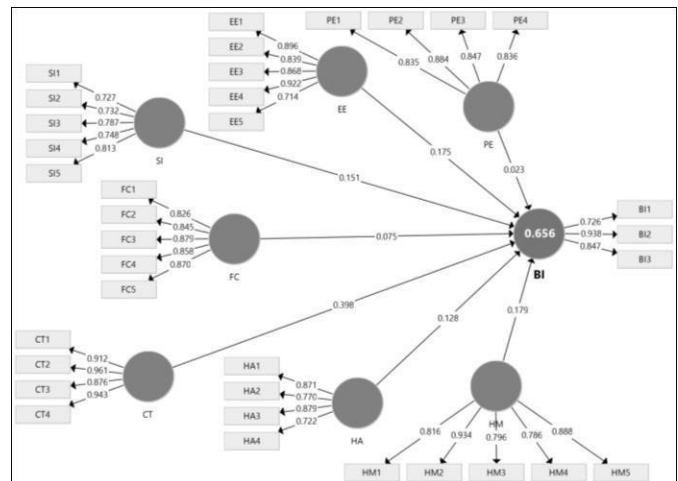 EE1
EE2
EE3
EE4
EE5
0.896
0.839
0.868
0.922
0.714
EE
PE1
PE2
PE3
PE4
0.835
0.884
0.847
0.836
PE
SI1
SI2
SI3
SI4
SI5
0.727
0.732
0.787
0.748
0.813
SI
0.175
0.023
0.151
FC1
FC2
FC3
FC4
FC5
0.826
0.845
0.879
0.858
0.870
FC
0.075
0.656
BI
0.726
0.938
0.847
BI1
BI2
BI3
0.398
0.128
0.179
CT1
CT2
CT3
CT4
0.912
0.961
0.876
0.943
CT
HA1
HA2
HA3
HA4
0.871
0.770
0.879
0.722
HA
HM
0.816
0.934
0.796
0.786
0.888
HM1
HM2
HM3
HM4
HM5